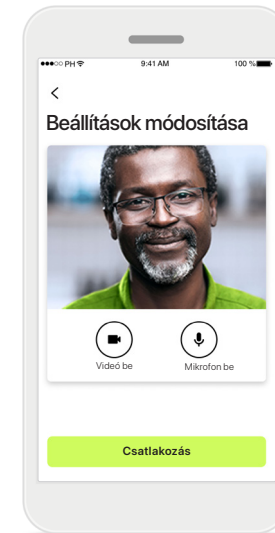 PH 9:41 AM 100 %
Beállítások módosítása
Videó be Mikrofon be
Csatlakozás